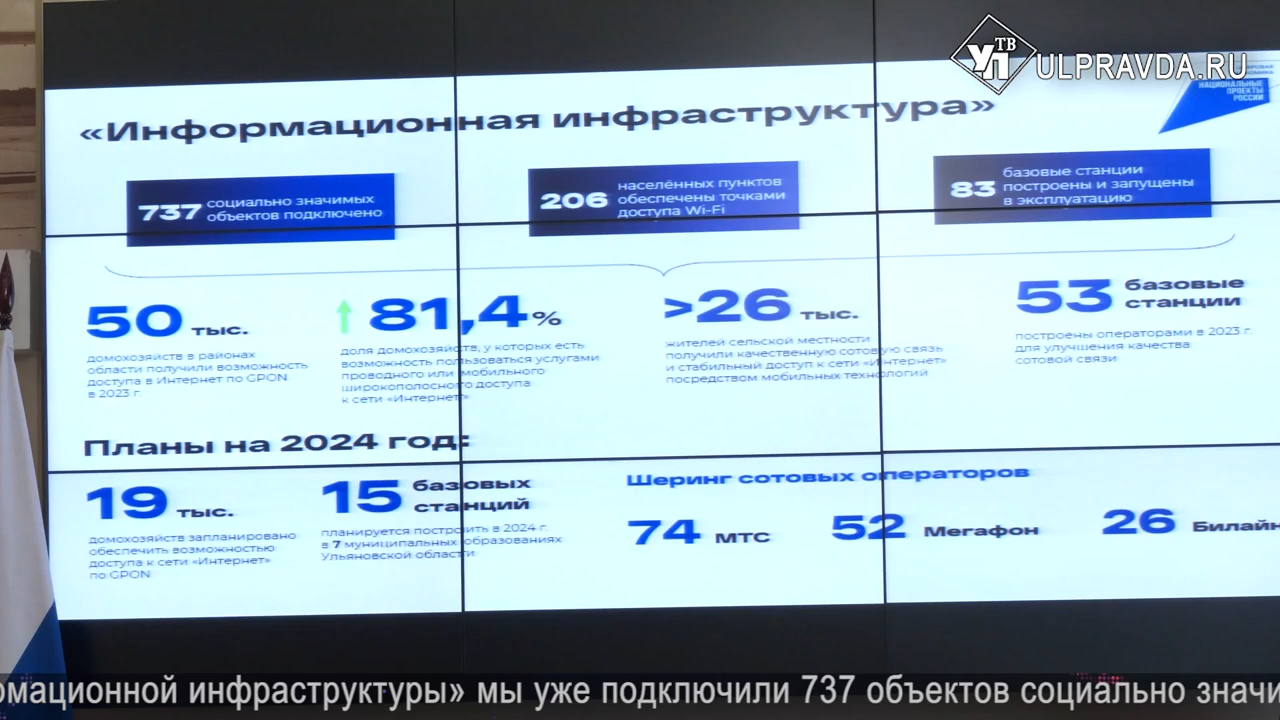 УП ТВ
ULPRAVDA.RU
НАЦИОНАЛЬНЫЕ
ПРОЕКТЫ
РОССИИ
«Информационная инфраструктура»
737 социально значимых
объектов подключено
206 населённых пунктов
обеспечены точками
доступа Wi-Fi
83 базовые станции
построены и запущены
в эксплуатацию
50 тыс.
домохозяйств в районах
области получили возможность
доступа в Интернет по GPON
в 2023 г.
81,4%
доля домохозяйств, у которых есть
возможность пользоваться услугами
проводного или мобильного
широкополосного доступа
к сети «Интернет»
>26 тыс.
жителей сельской местности
получили качественную сотовую связь
и стабильный доступ к сети «Интернет»
посредством мобильных технологий
53 базовые
станции
построены операторами в 2023 г.
для улучшения качества
сотовой связи
Планы на 2024 год:
19 тыс.
домохозяйств запланировано
обеспечить возможностью
доступа к сети «Интернет»
по GPON
15 базовых
станций
планируется построить в 2024 г.
в 7 муниципальных образованиях
Ульяновской области
Шеринг сотовых операторов
74 МТС
52 Мегафон
26 Билайн
омационной инфраструктуры» мы уже подключили 737 объектов социально значи